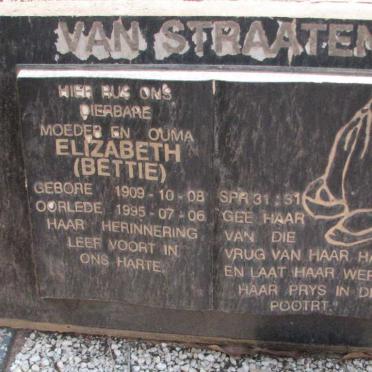 VAN STRAATEN
HIER RUS ONS
DIERBARE
MOEDER EN OUMA
ELIZABETH
(BETTIE)
GEBORE 1909-10-08
OORLEDE 1995-07-06
HAAR HERINNERING
LEEF VOORT IN
ONS HARTE
SPR 31:31
GEE HAAR
VAN DIE
VRUG VAN HAAR HA
EN LAAT HAAR WER
HAAR PRYS IN DI
POORT